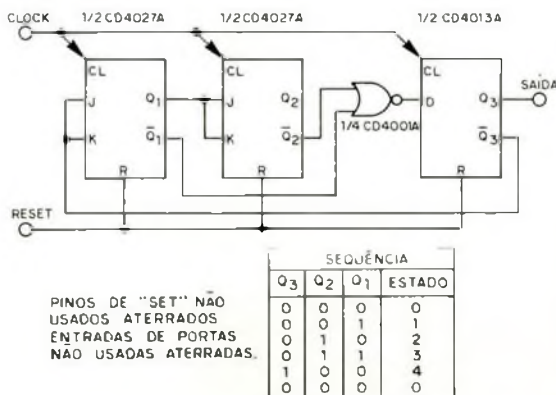 CLOCK 1/2 CD4027A 1/2 CD4027A 1/2 CD4013A
CL CL CL
SAÍDA
J Q1 J Q2 D Q3
1/4 CD4001A
K Q̅1 K Q̅2 Q̅3
R R R
RESET
PINOS DE "SET" NÃO
USADOS ATERRADOS
ENTRADAS DE PORTAS
NÃO USADAS ATERRADAS.
SEQUÊNCIA
Q3 Q2 Q1 ESTADO
0 0 0 0
0 0 1 1
0 1 0 2
0 1 1 3
1 0 0 4
0 0 0 0